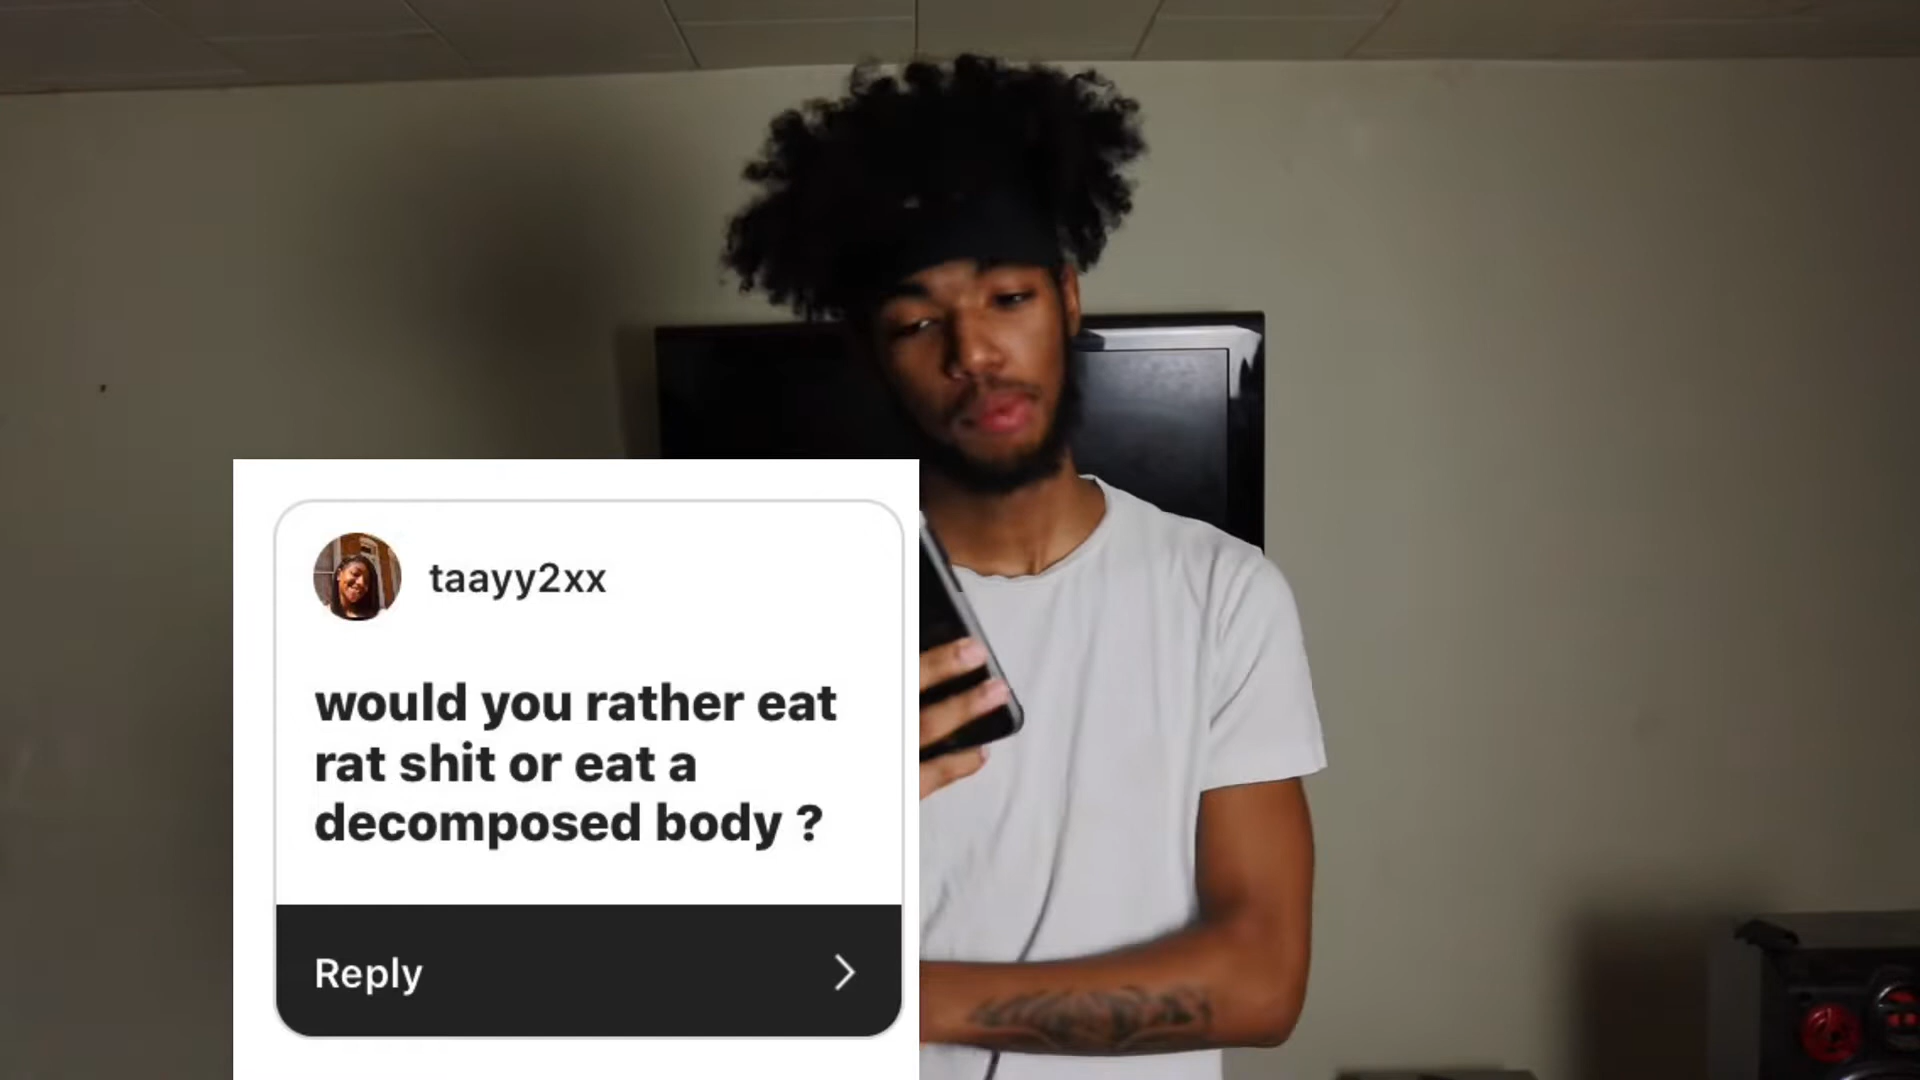 taayy2xx
would you rather eat
rat shit or eat a
decomposed body ?
Reply